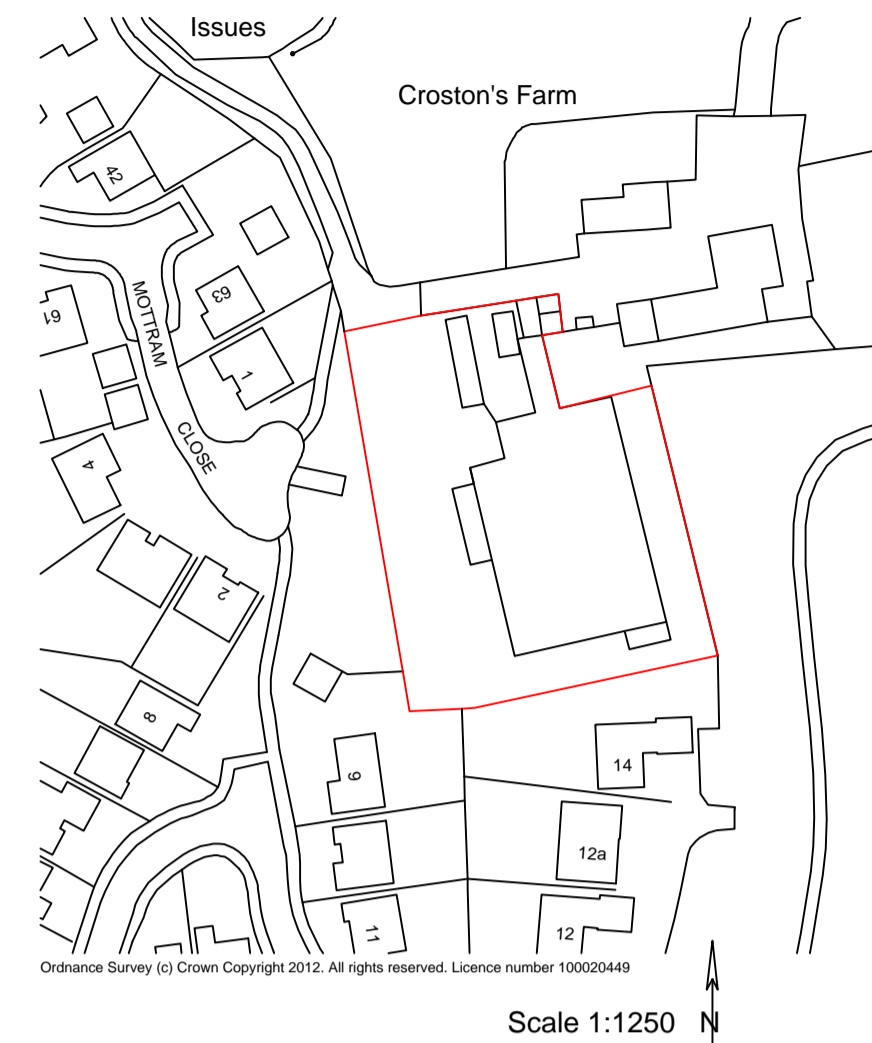 Issues
Croston's Farm
42
63
MOTTRAM
61
1
CLOSE
4
2
8
9
14
12a
11
12
Ordnance Survey (c) Crown Copyright 2012. All rights reserved. Licence number 100020449
Scale 1:1250 N